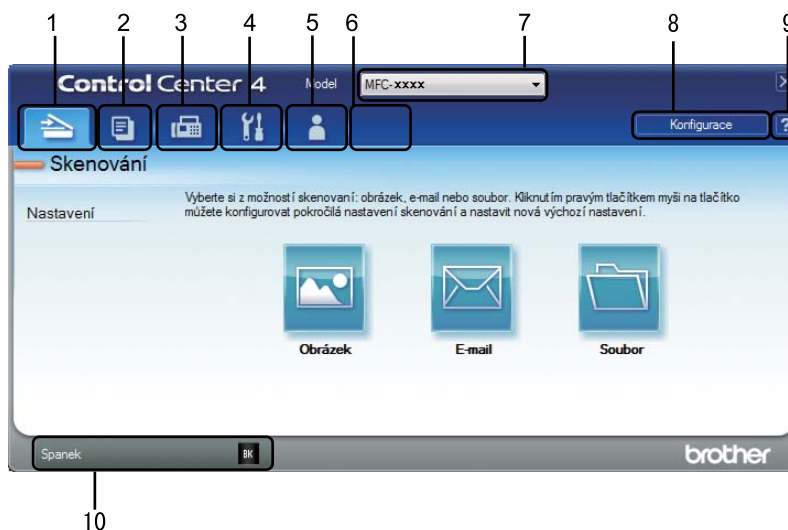 1 2 3 4 5 6 7 8 9
Control Center 4 Model MFC-xxxx
Konfigurace ?
Skenování
Nastavení
Vyberte si z možností skenovaní: obrázek, e-mail nebo soubor. Kliknutím pravým tlačítkem myši na tlačítko
můžete konfigurovat pokročilá nastavení skenování a nastavit nová výchozí nastavení.
Obrázek E-mail Soubor
Spanek BK brother
10